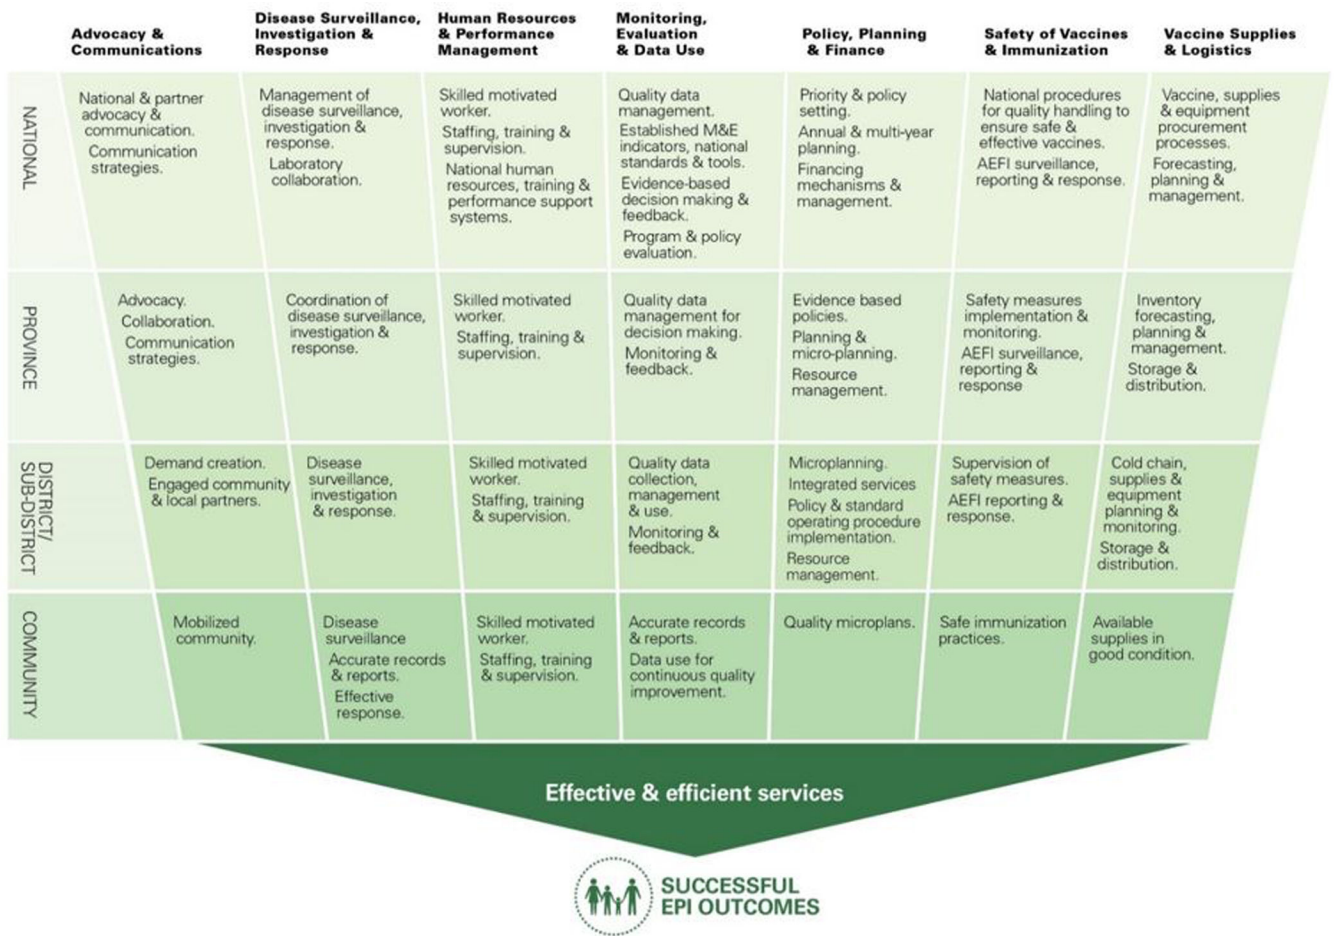 Advocacy &
Communications
Disease Surveillance,
Investigation &
Response
Human Resources
& Performance
Management
Monitoring,
Evaluation
& Data Use
Policy, Planning
& Finance
Safety of Vaccines
& Immunization
Vaccine Supplies
& Logistics
NATIONAL
National & partner
advocacy &
communication.
Communication
strategies.
Management of
disease surveillance,
investigation &
response.
Laboratory
collaboration.
Skilled motivated
worker.
Staffing, training &
supervision.
National human
resources, training &
performance support
systems.
Quality data
management.
Established M&E
indicators, national
standards & tools.
Evidence-based
decision making &
feedback.
Program & policy
evaluation.
Priority & policy
setting.
Annual & multi-year
planning.
Financing
mechanisms &
management.
National procedures
for quality handling to
ensure safe &
effective vaccines.
AEFI surveillance,
reporting & response.
Vaccine, supplies
& equipment
procurement
processes.
Forecasting,
planning &
management.
PROVINCE
Advocacy.
Collaboration.
Communication
strategies.
Coordination of
disease surveillance,
investigation &
response.
Skilled motivated
worker.
Staffing, training &
supervision.
Quality data
management for
decision making.
Monitoring &
feedback.
Evidence based
policies.
Planning &
micro-planning.
Resource
management.
Safety measures
implementation &
monitoring.
AEFI surveillance,
reporting &
response
Inventory
forecasting,
planning &
management.
Storage &
distribution.
DISTRICT/
SUB-DISTRICT
Demand creation.
Engaged community
& local partners.
Disease
surveillance,
investigation
& response.
Skilled motivated
worker.
Staffing, training
& supervision.
Quality data
collection,
management
& use.
Monitoring &
feedback.
Microplanning.
Integrated services
Policy & standard
operating procedure
implementation.
Resource
management.
Supervision of
safety measures.
AEFI reporting &
response.
Cold chain,
supplies &
equipment
planning &
monitoring.
Storage &
distribution.
COMMUNITY
Mobilized
community.
Disease
surveillance
Accurate records
& reports.
Effective
response.
Skilled motivated
worker.
Staffing, training
& supervision.
Accurate records
& reports.
Data use for
continuous quality
improvement.
Quality microplans.
Safe immunization
practices.
Available
supplies in
good condition.
Effective & efficient services
SUCCESSFUL
EPI OUTCOMES